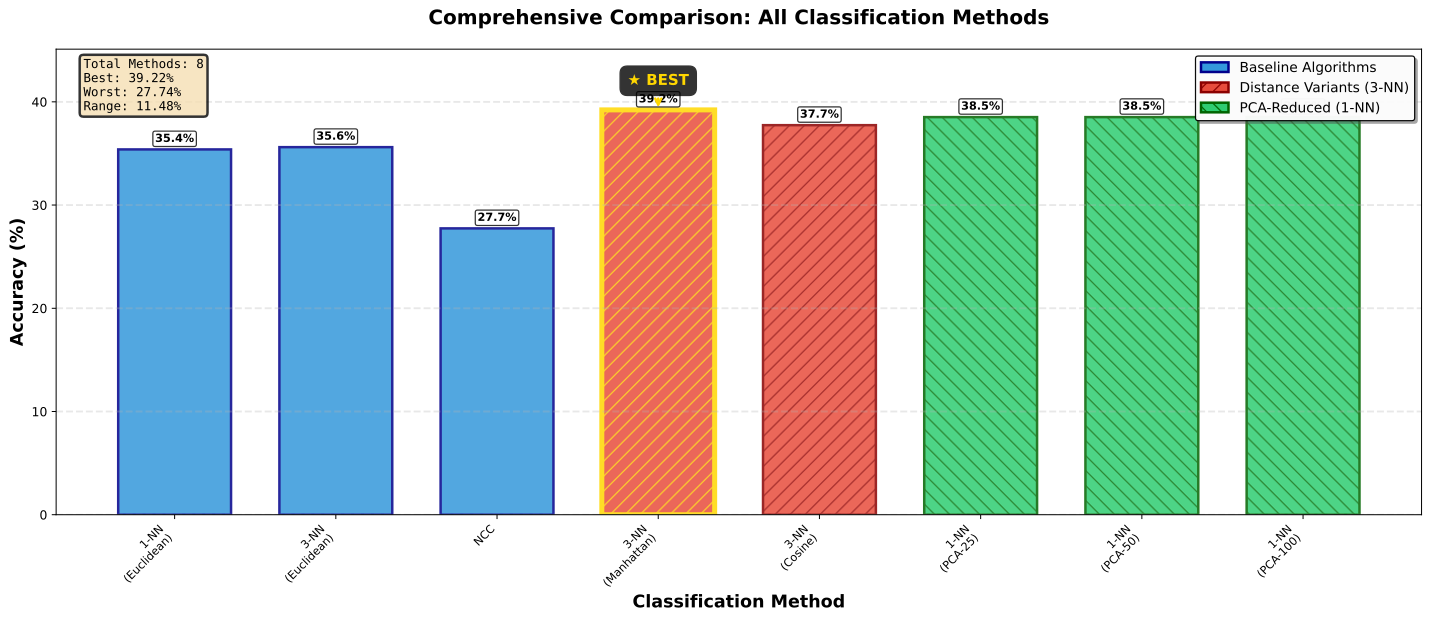 Comprehensive Comparison: All Classification Methods
Total Methods: 8
Best: 39.22%
Worst: 27.74%
Range: 11.48%
★ BEST
Baseline Algorithms
Distance Variants (3-NN)
PCA-Reduced (1-NN)
35.4%
35.6%
27.7%
39.2%
37.7%
38.5%
38.5%
Accuracy (%)
40
30
20
10
0
1-NN
(Euclidean)
3-NN
(Euclidean)
NCC
3-NN
(Manhattan)
3-NN
(Cosine)
1-NN
(PCA-25)
1-NN
(PCA-50)
1-NN
(PCA-100)
Classification Method